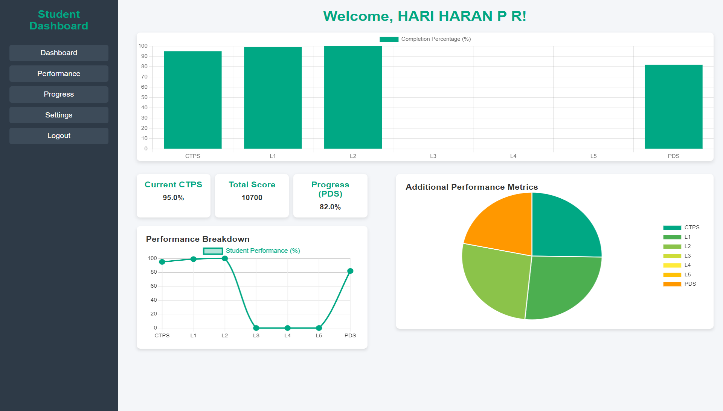 Student
Dashboard
Dashboard
Performance
Progress
Settings
Logout
Welcome, HARI HARAN P R!
Completion Percentage (%)
100
90
80
70
60
50
40
30
20
10
0
CTPS
L1
L2
L3
L4
L5
PDS
Current CTPS
95.0%
Total Score
10700
Progress
(PDS)
82.0%
Performance Breakdown
Student Performance (%)
100
80
60
40
20
0
CTPS
L1
L2
L3
L4
L5
PDS
Additional Performance Metrics
CTPS
L1
L2
L3
L4
L5
PDS